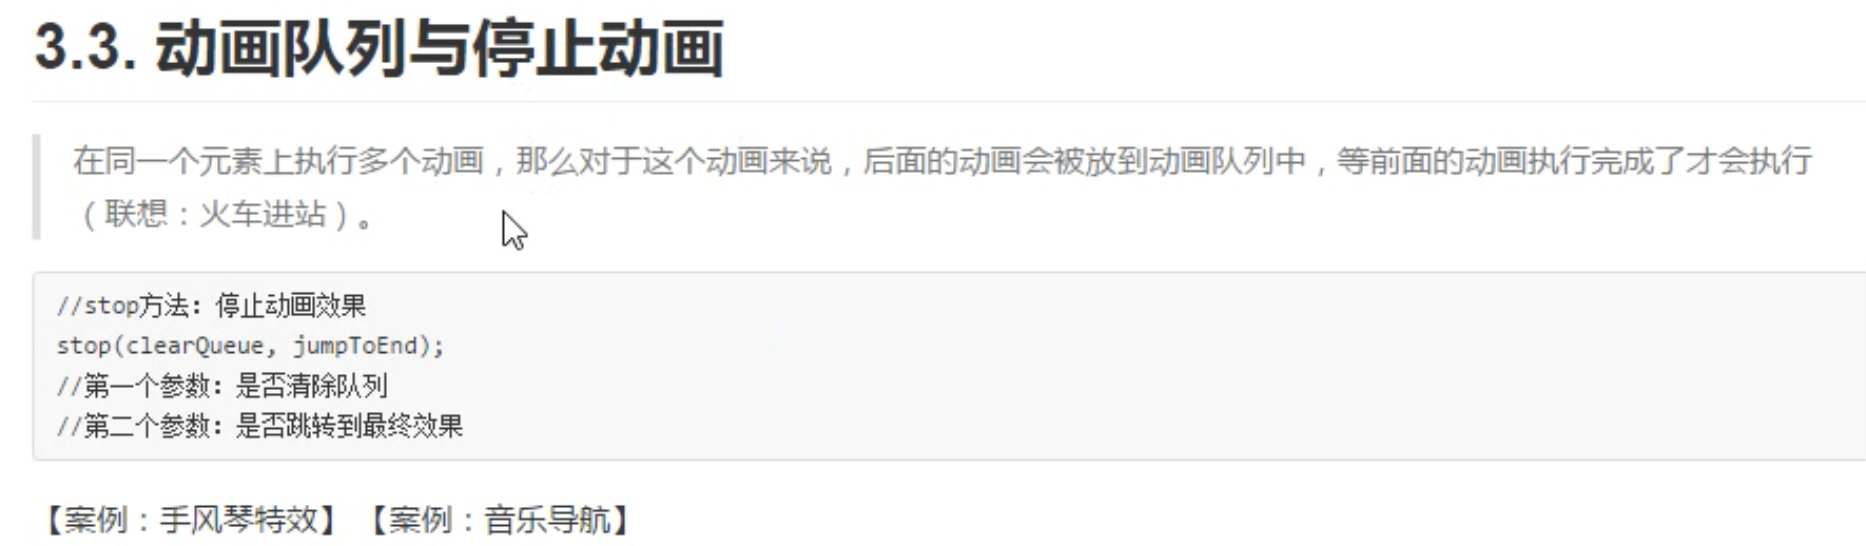 3.3. 动画队列与停止动画
在同一个元素上执行多个动画，那么对于这个动画来说，后面的动画会被放到动画队列中，等前面的动画执行完成了才会执行
（联想：火车进站）。
//stop方法：停止动画效果
stop(clearQueue, jumpToEnd);
//第一个参数：是否清除队列
//第二个参数：是否跳转到最终效果
【案例：手风琴特效】 【案例：音乐导航】